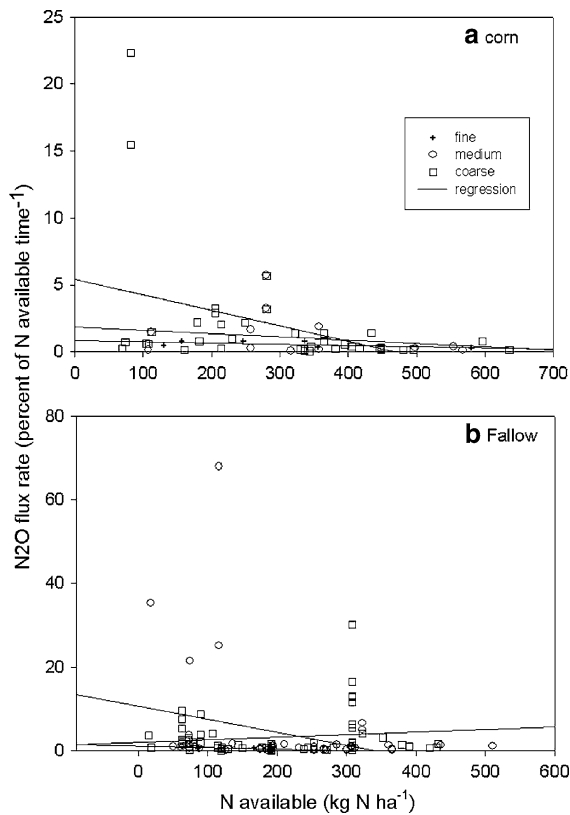 a corn
25
20
15
10
5
0
fine
medium
coarse
regression
0 100 200 300 400 500 600 700
N2O flux rate (percent of N available time-1)
b Fallow
80
60
40
20
0
0 100 200 300 400 500 600
N available (kg N ha-1)